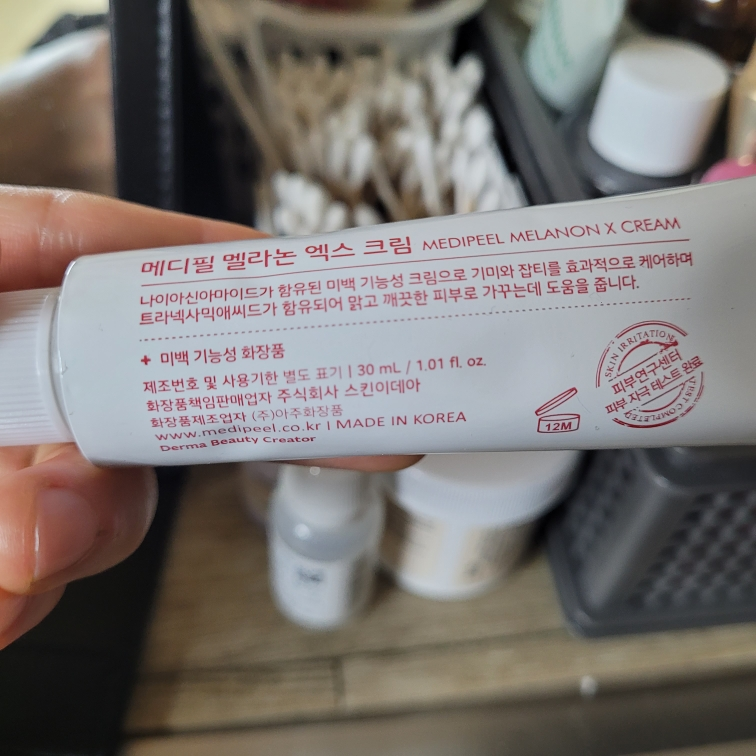 메디필 멜라논 엑스 크림 MEDIPEEL MELANON X CREAM
나이아신아마이드가 함유된 미백 기능성 크림으로 기미와 잡티를 효과적으로 케어하며
트라넥사믹애씨드가 함유되어 맑고 깨끗한 피부로 가꾸는데 도움을 줍니다.
+ 미백 기능성 화장품
제조번호 및 사용기한 별도 표기 | 30 mL / 1.01 fl. oz.
화장품책임판매업자 주식회사 스킨이데아
화장품제조업자 (주)아주화장품
www.medipeel.co.kr | MADE IN KOREA
Derma Beauty Creator
12M
SKIN IRRITATION
피부연구센터
피부 자극 테스트 완료
TEST COMPLETED